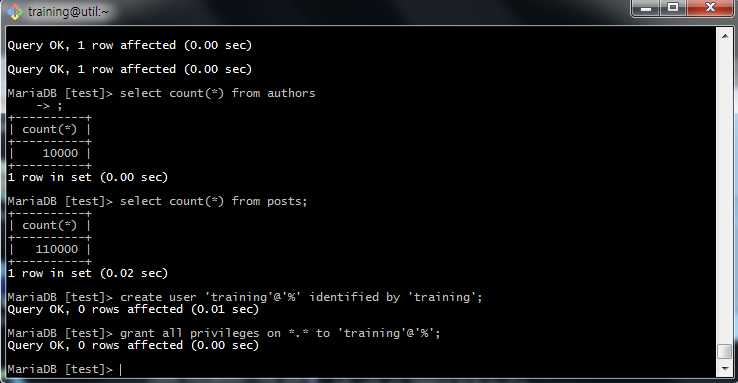 training@util:~
Query OK, 1 row affected (0.00 sec)
Query OK, 1 row affected (0.00 sec)
MariaDB [test]> select count(*) from authors
    -> ;
+----------+
| count(*) |
+----------+
|    10000 |
+----------+
1 row in set (0.00 sec)
MariaDB [test]> select count(*) from posts;
+----------+
| count(*) |
+----------+
|   110000 |
+----------+
1 row in set (0.02 sec)
MariaDB [test]> create user 'training'@'%' identified by 'training';
Query OK, 0 rows affected (0.01 sec)
MariaDB [test]> grant all privileges on *.* to 'training'@'%';
Query OK, 0 rows affected (0.00 sec)
MariaDB [test]>